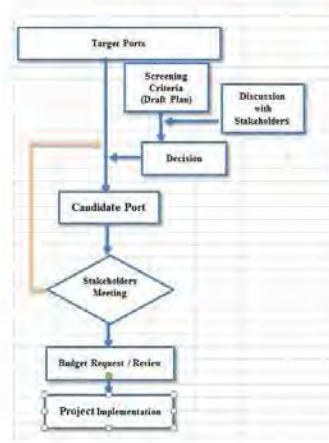 Target Ports
Screening
Criteria
(Draft Plan)
Discussion
with
Stakeholders
Decision
Candidate Port
Stakeholders
Meeting
Budget Request / Review
Project Implementation